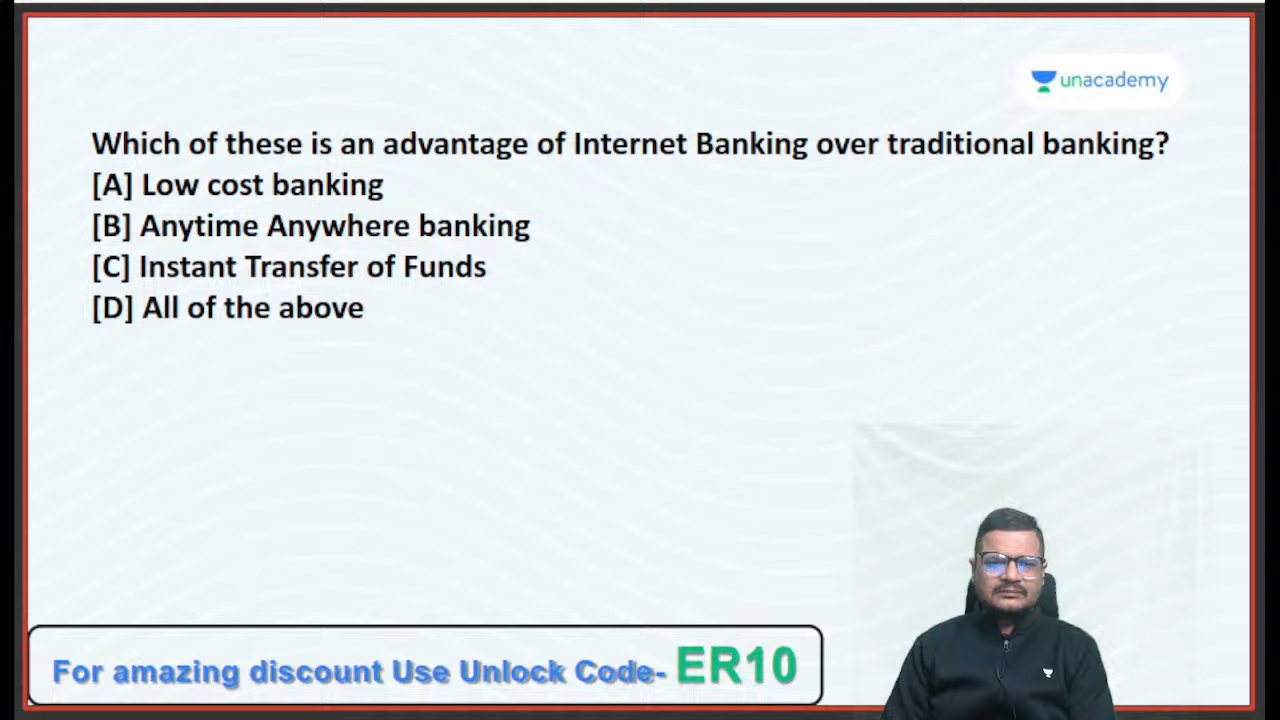 unacademy
Which of these is an advantage of Internet Banking over traditional banking?
[A] Low cost banking
[B] Anytime Anywhere banking
[C] Instant Transfer of Funds
[D] All of the above
For amazing discount Use Unlock Code- ER10